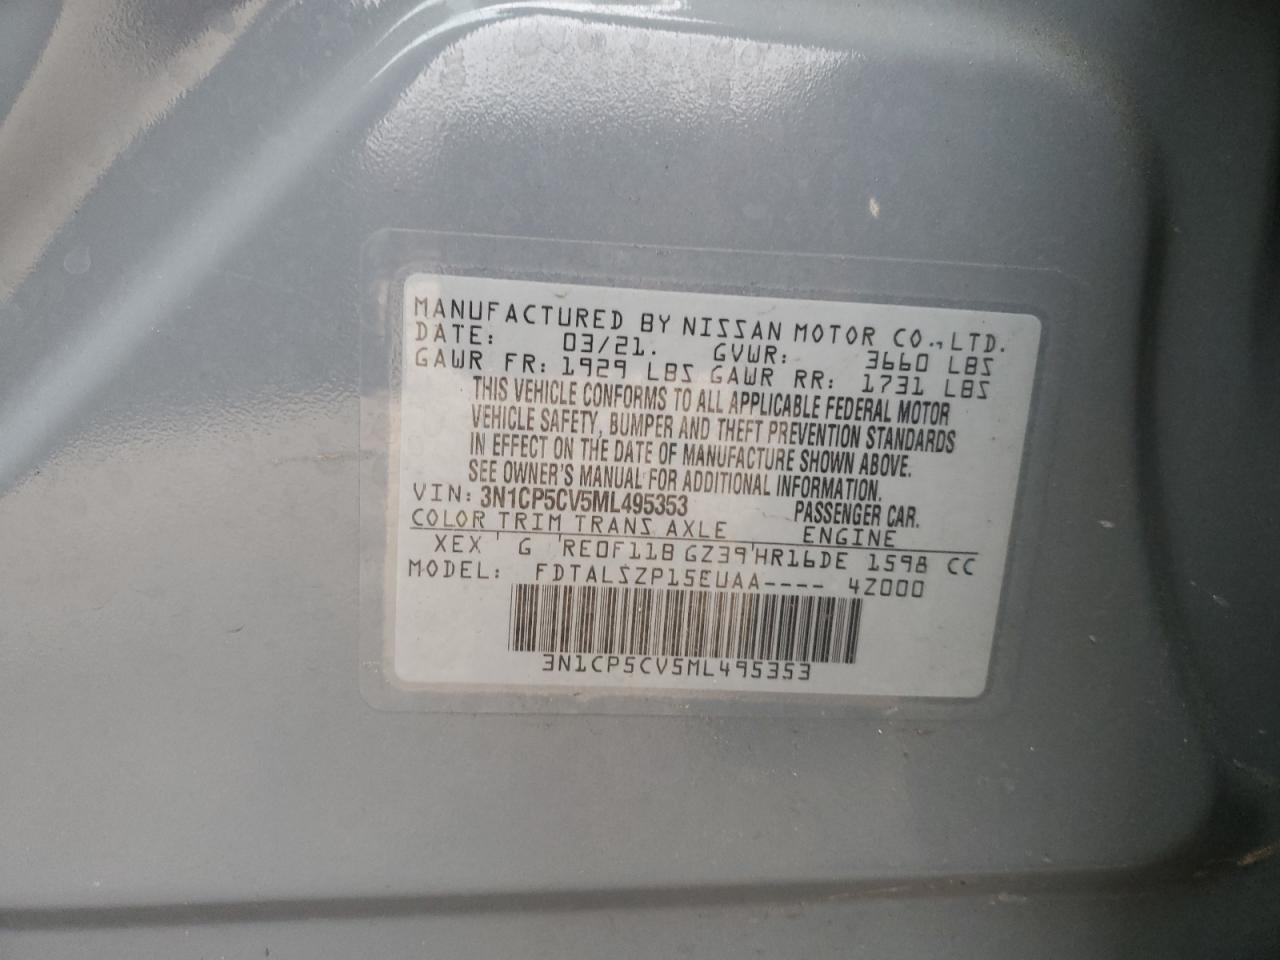 MANUFACTURED BY NISSAN MOTOR CO., LTD.
DATE: 03/21. GVWR: 3660 LBS
GAWR FR: 1929 LBS GAWR RR: 1731 LBS
THIS VEHICLE CONFORMS TO ALL APPLICABLE FEDERAL MOTOR
VEHICLE SAFETY, BUMPER AND THEFT PREVENTION STANDARDS
IN EFFECT ON THE DATE OF MANUFACTURE SHOWN ABOVE.
SEE OWNER'S MANUAL FOR ADDITIONAL INFORMATION.
VIN: 3N1CP5CV5ML495353 PASSENGER CAR.
COLOR TRIM TRANS AXLE ENGINE
XEX G RE0F11B GZ39 HR16DE 1598 CC
MODEL: FDTALSZP15EUAA---- 42000
3N1CP5CV5ML495353